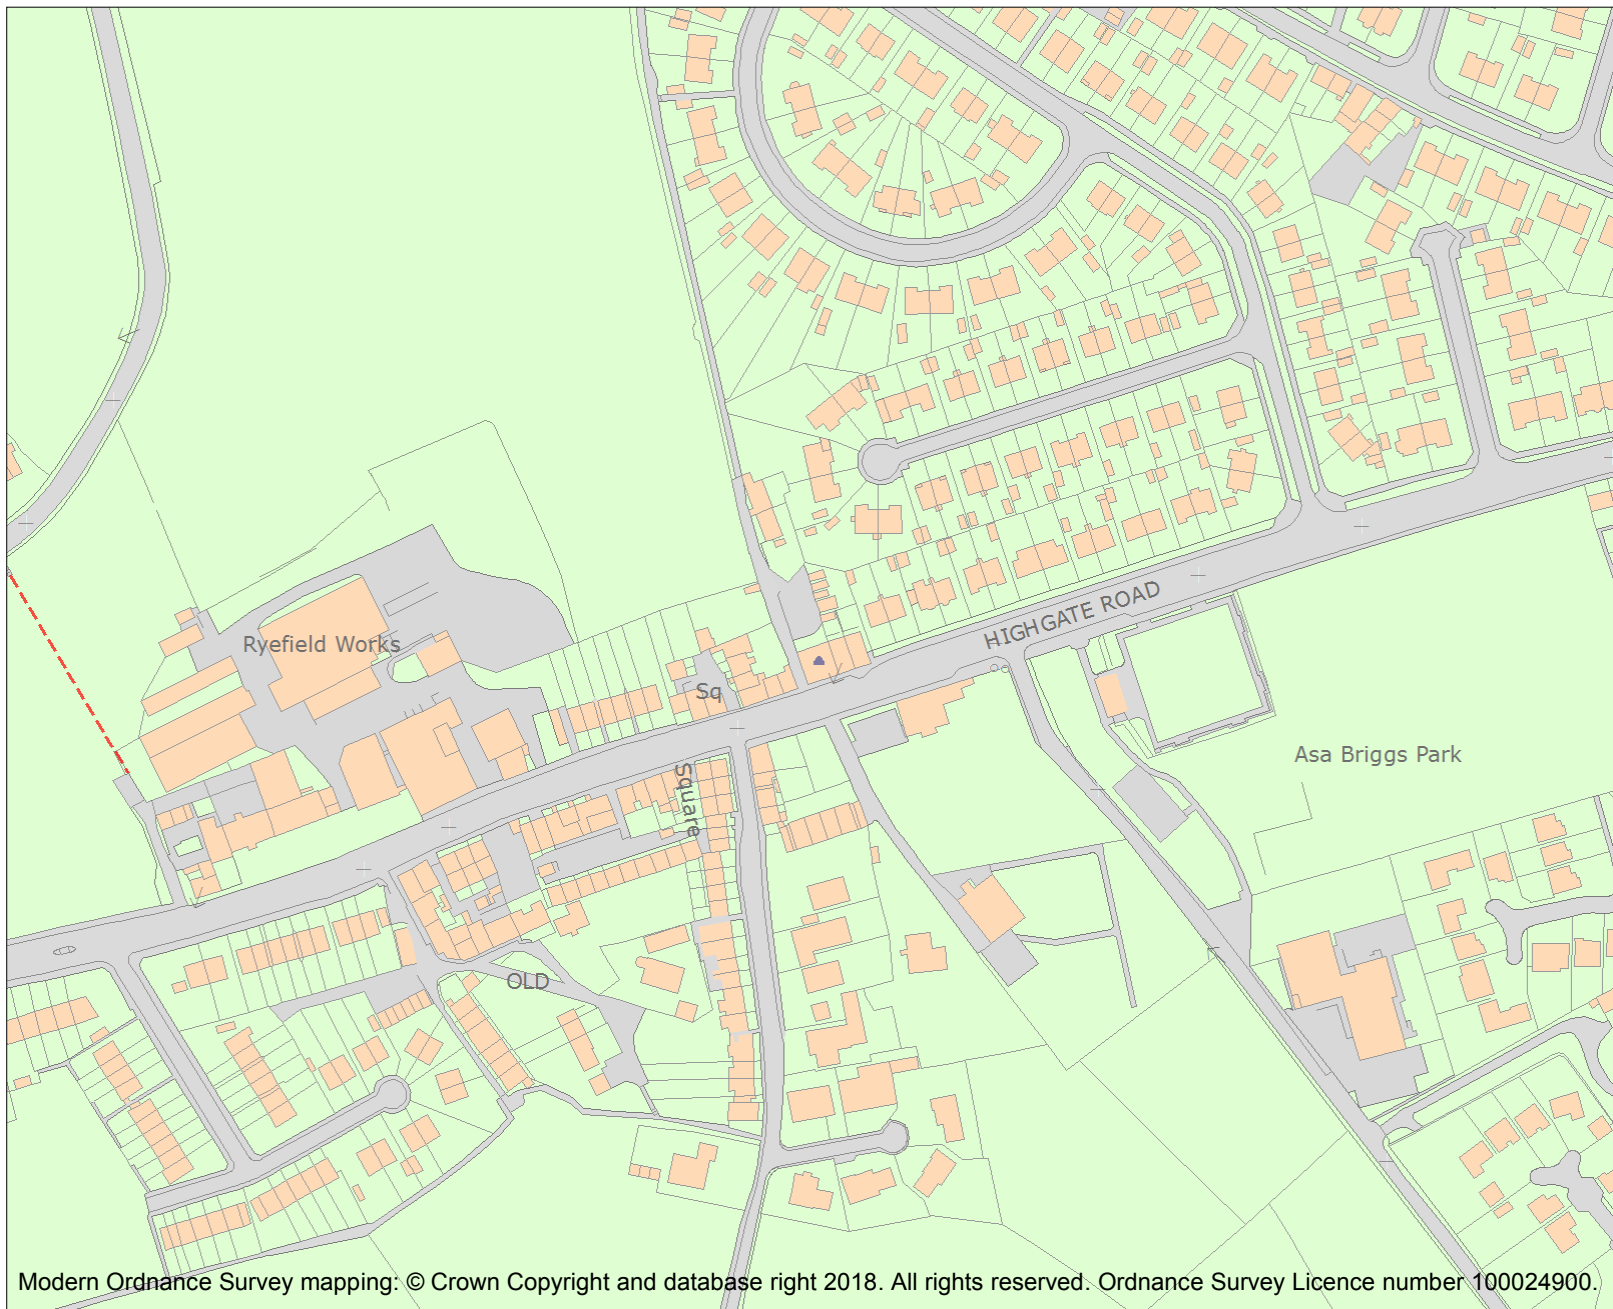 HIGHGATE ROAD
Ryefield Works
Sq
Asa Briggs Park
Square
OLD
Modern Ordnance Survey mapping: © Crown Copyright and database right 2018. All rights reserved. Ordnance Survey Licence number 100024900.